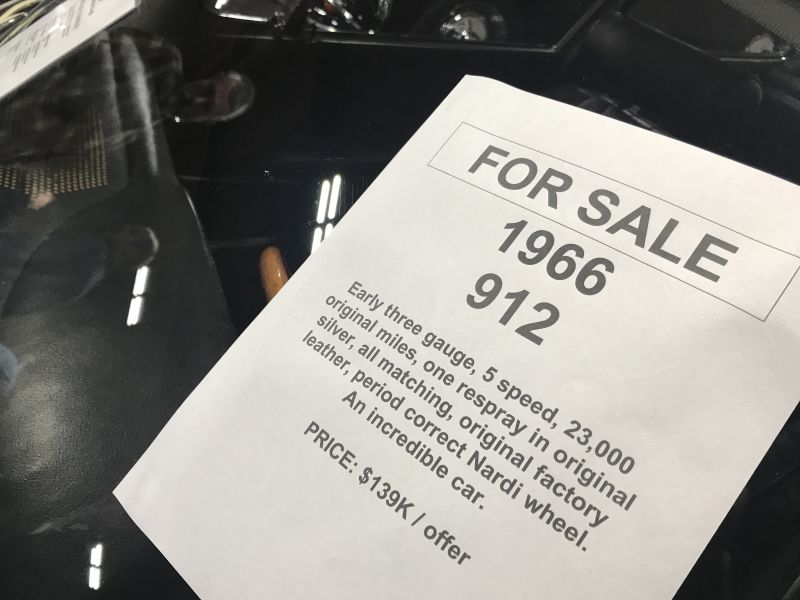 FOR SALE
1966
912
Early three gauge, 5 speed, 23,000
original miles, one respray in original
silver, all matching, original factory
leather, period correct Nardi wheel.
An incredible car.
PRICE: $139K / offer